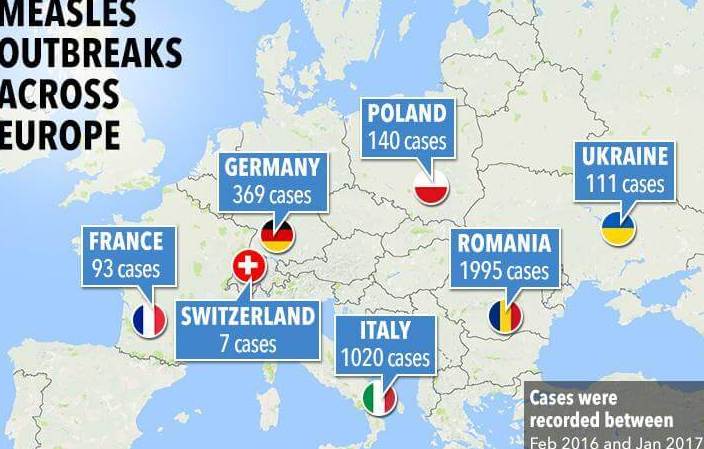 MEASLES
OUTBREAKS
ACROSS
EUROPE
POLAND
140 cases
GERMANY
369 cases
UKRAINE
111 cases
FRANCE
93 cases
ROMANIA
1995 cases
SWITZERLAND
7 cases
ITALY
1020 cases
Cases were
recorded between
Feb 2016 and Jan 2017